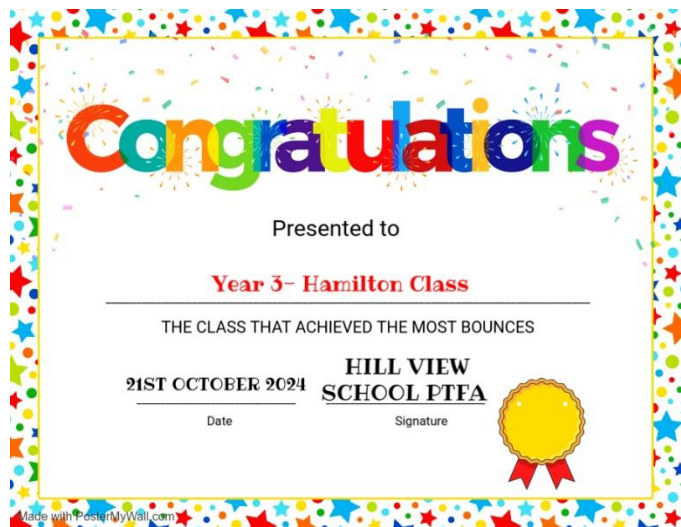 Congratulations
Presented to
Year 3- Hamilton Class
THE CLASS THAT ACHIEVED THE MOST BOUNCES
HILL VIEW
21ST OCTOBER 2024 SCHOOL PTFA
Date Signature
Made with PosterMyWall.com